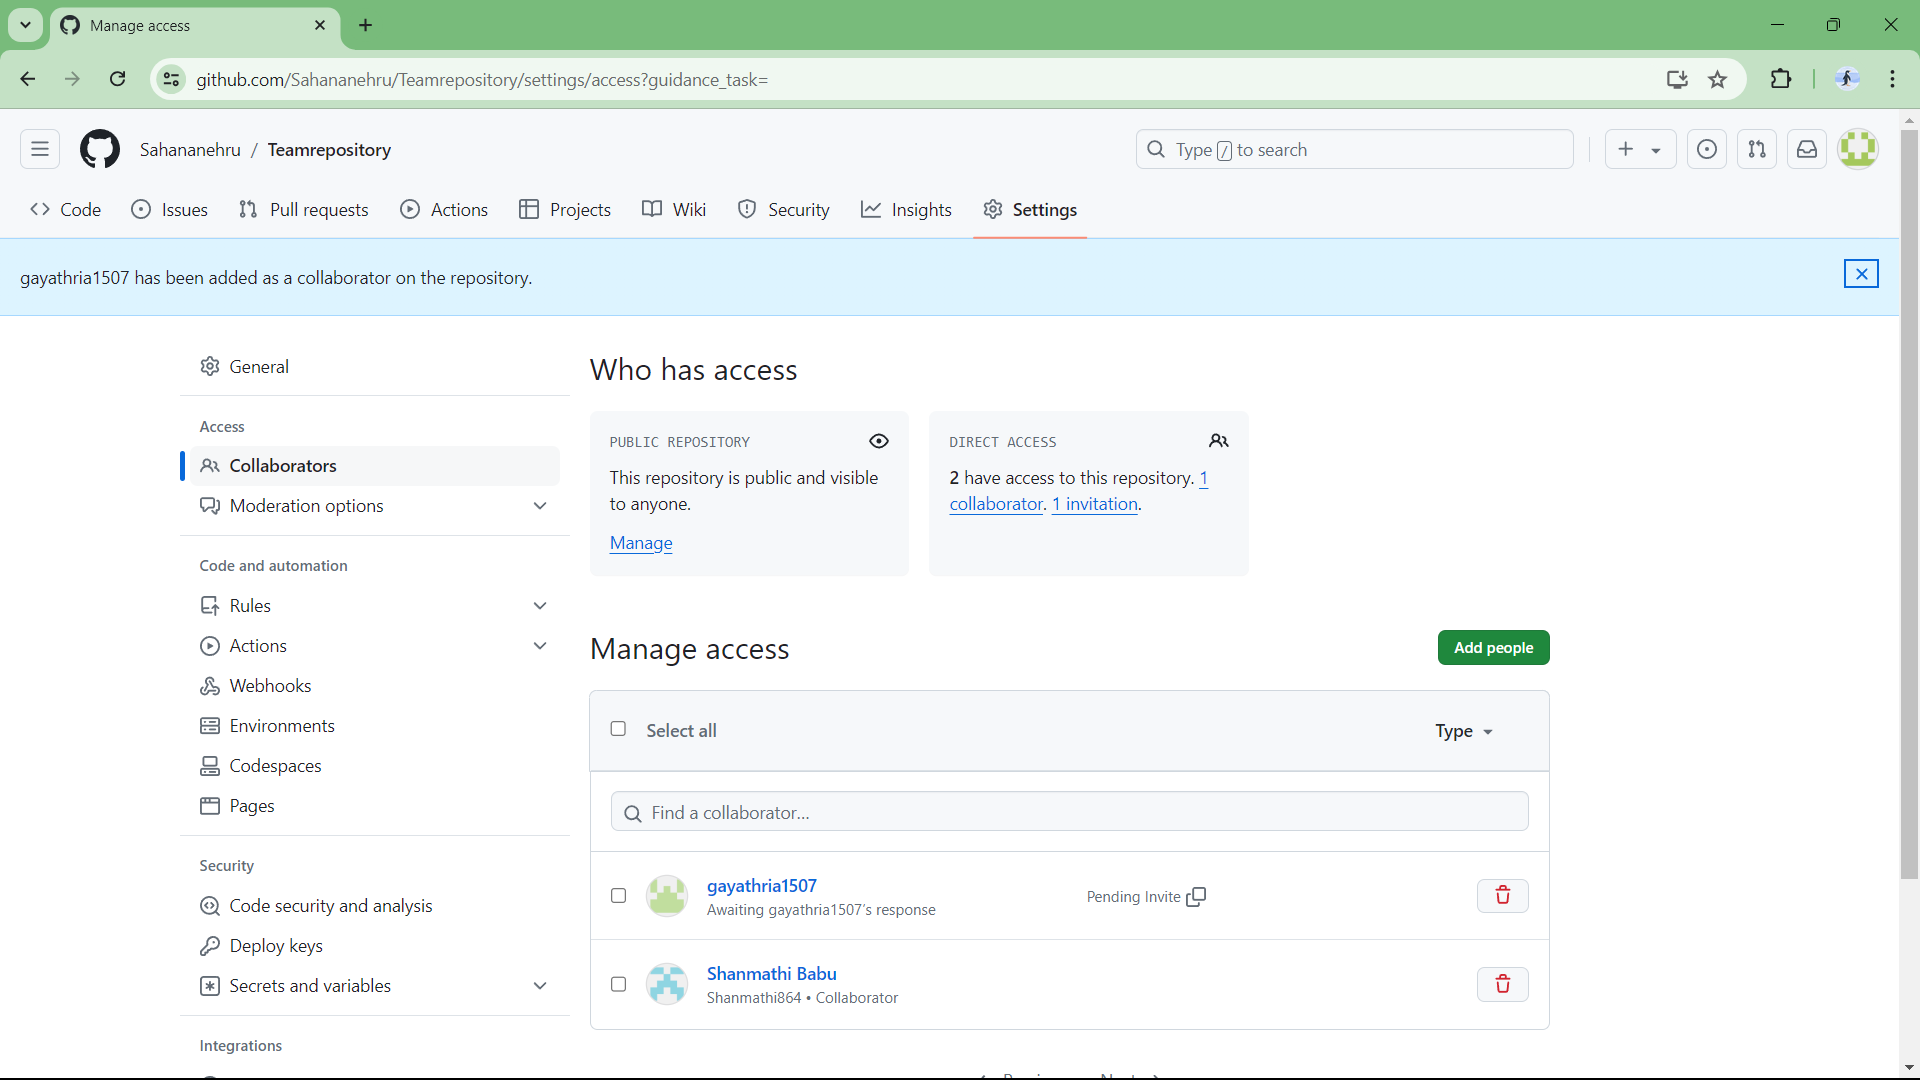 Manage access
github.com/Sahananehru/Teamrepository/settings/access?guidance_task=
Sahananehru / Teamrepository
Type / to search
Code Issues Pull requests Actions Projects Wiki Security Insights Settings
gayathria1507 has been added as a collaborator on the repository.
General
Access
Collaborators
Moderation options
Code and automation
Rules
Actions
Webhooks
Environments
Codespaces
Pages
Security
Code security and analysis
Deploy keys
Secrets and variables
Integrations
Who has access
PUBLIC REPOSITORY
This repository is public and visible
to anyone.
Manage
DIRECT ACCESS
2 have access to this repository. 1
collaborator. 1 invitation.
Manage access
Add people
Select all
Type
Find a collaborator...
gayathria1507
Awaiting gayathria1507's response
Pending Invite
Shanmathi Babu
Shanmathi864 • Collaborator